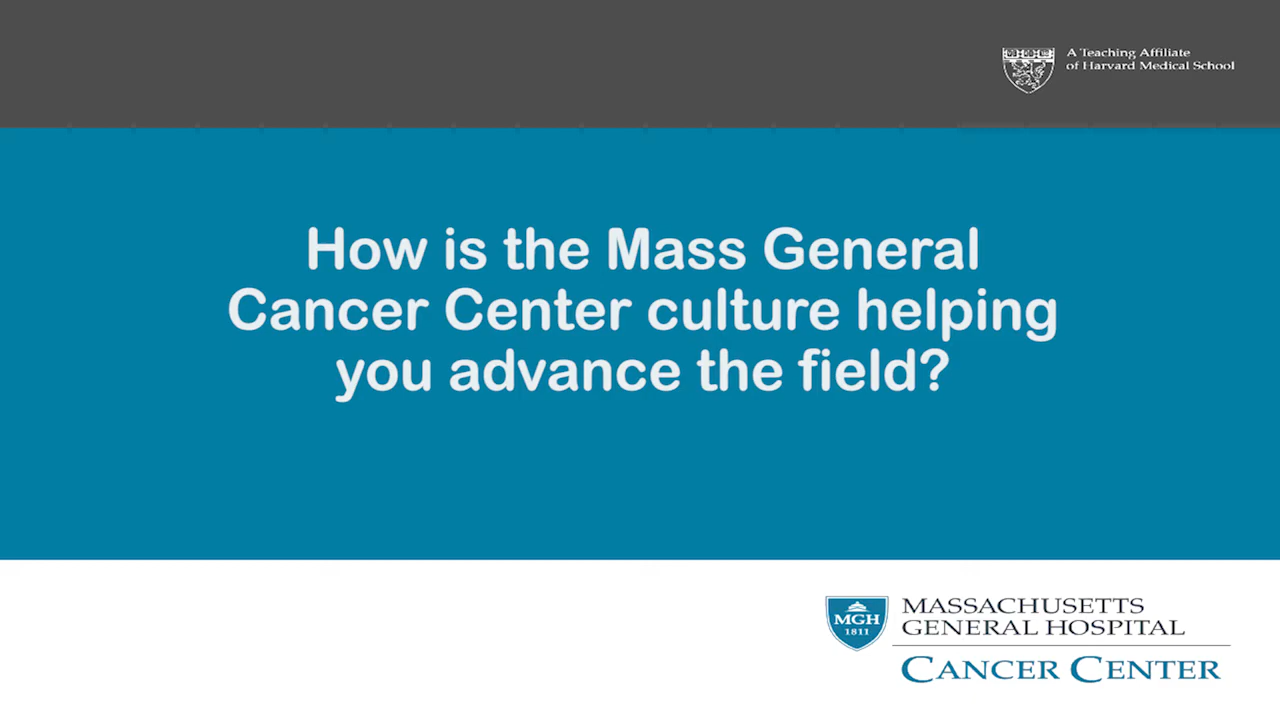 A Teaching Affiliate
of Harvard Medical School
How is the Mass General
Cancer Center culture helping
you advance the field?
MGH
1811
MASSACHUSETTS
GENERAL HOSPITAL
CANCER CENTER